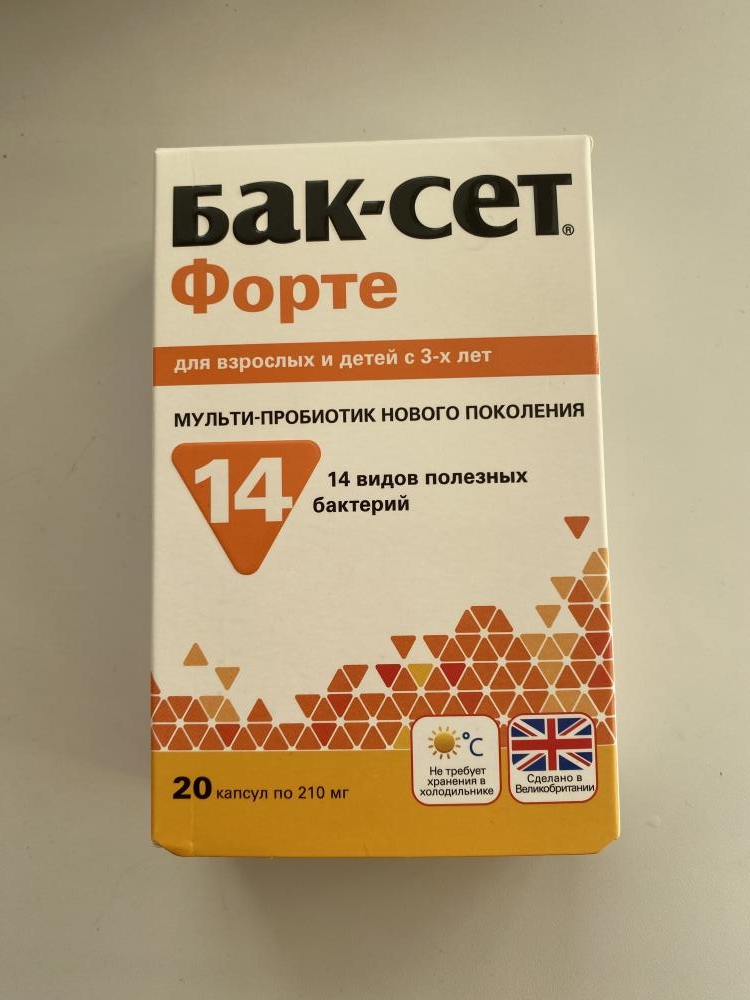 Бак-сет®
Форте
для взрослых и детей с 3-х лет
МУЛЬТИ-ПРОБИОТИК НОВОГО ПОКОЛЕНИЯ
14
14 видов полезных
бактерий
20 капсул по 210 мг
°C
Не требует
хранения в
холодильнике
Сделано в
Великобритании